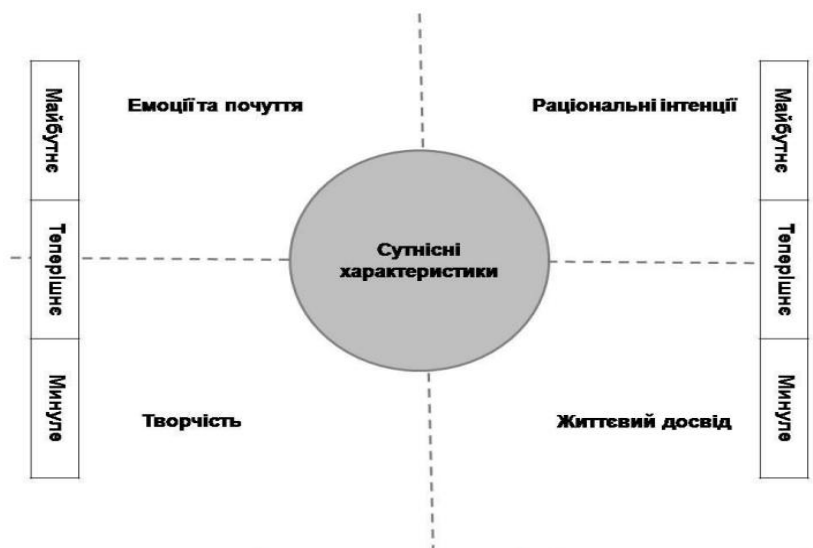 Емоції та почуття
Раціональні інтенції
Майбутнє
Майбутнє
Сутнісні
характеристики
Теперішнє
Теперішнє
Творчість
Життєвий досвід
Минуле
Минуле